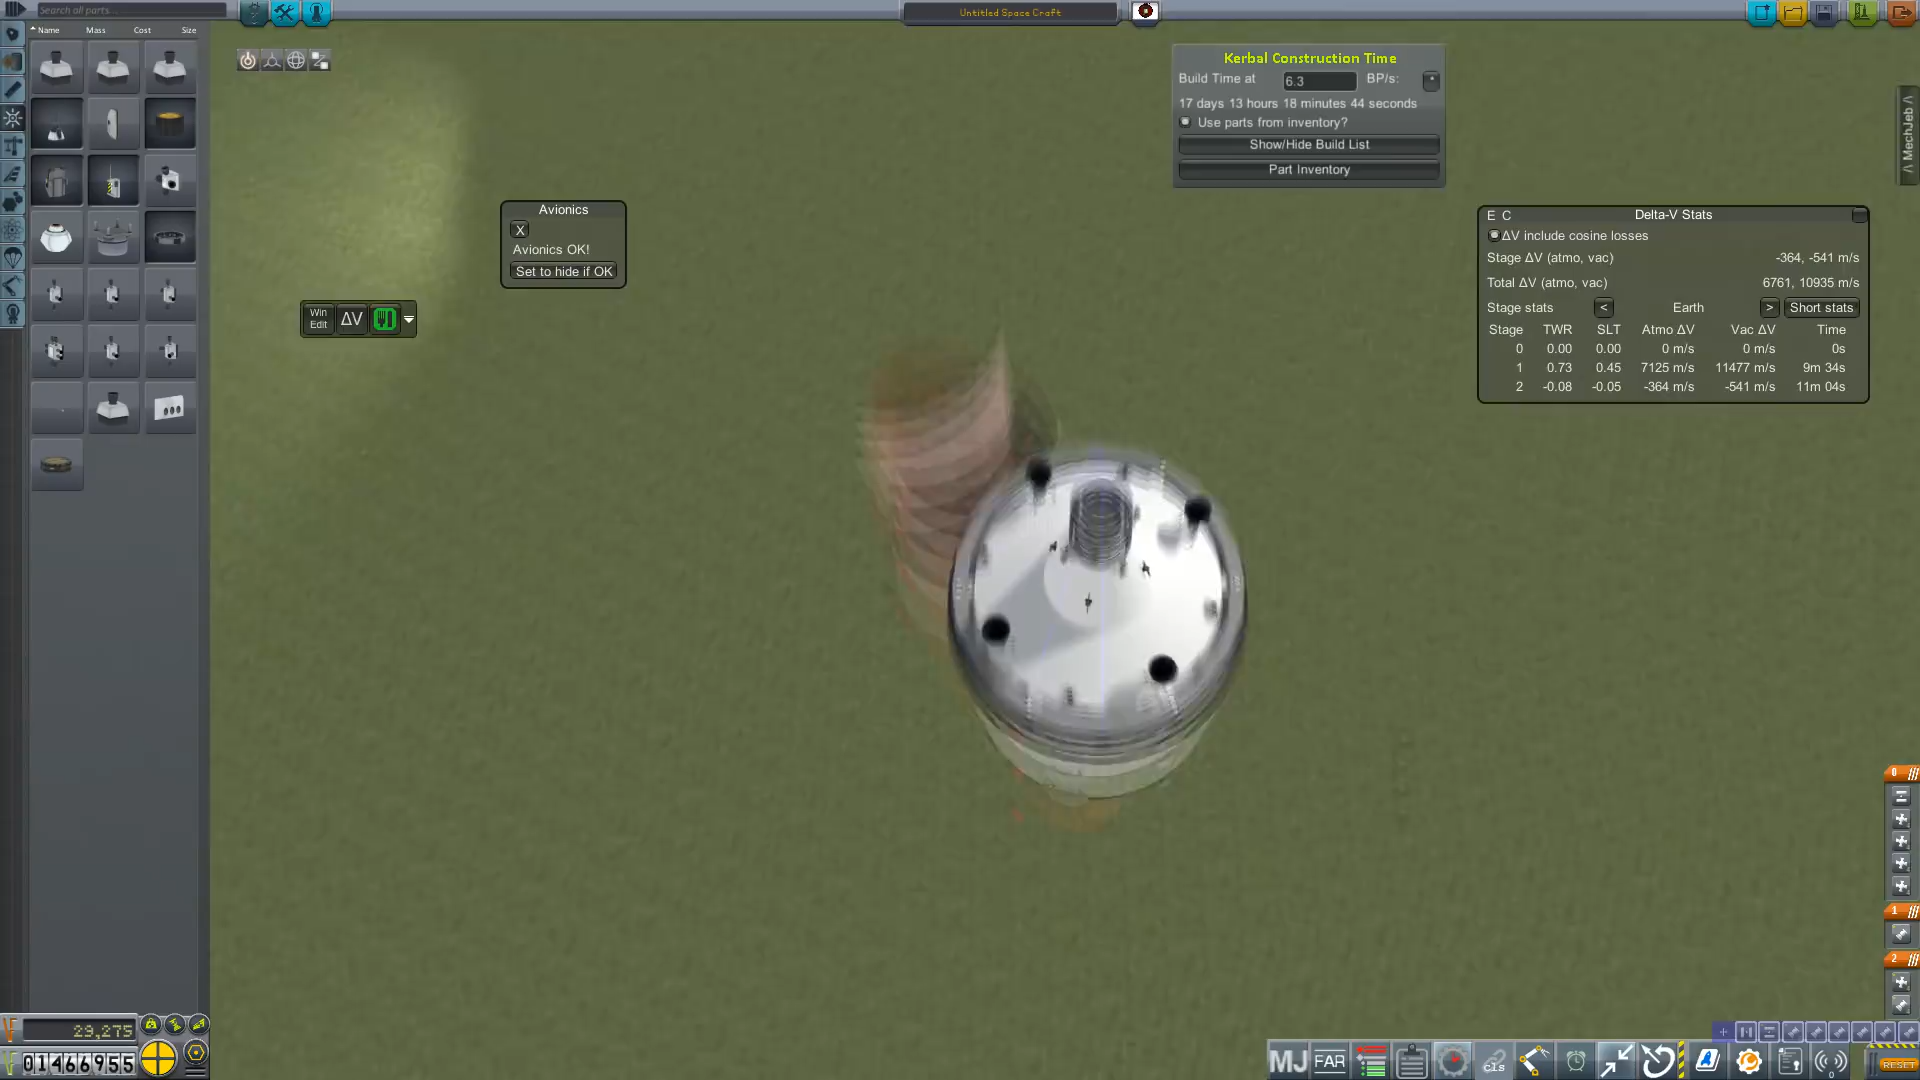 Search all parts...
Untitled Space Craft
Name Mass Cost Size
Kerbal Construction Time
Build Time at 6.3 BP/s: *
17 days 13 hours 18 minutes 44 seconds
Use parts from inventory?
Show/Hide Build List
Part Inventory
\/ MechJeb \/
Avionics
X
Avionics OK!
Set to hide if OK
E C Delta-V Stats
ΔV include cosine losses
Stage ΔV (atmo, vac) -364, -541 m/s
Total ΔV (atmo, vac) 6761, 10935 m/s
Stage stats < Earth > Short stats
Stage TWR SLT Atmo ΔV Vac ΔV Time
0 0.00 0.00 0 m/s 0 m/s 0s
1 0.73 0.45 7125 m/s 11477 m/s 9m 34s
2 -0.08 -0.05 -364 m/s -541 m/s 11m 04s
Win
Edit
ΔV
0
1
2
29,275
01466955
MJ FAR cls 0 RESET